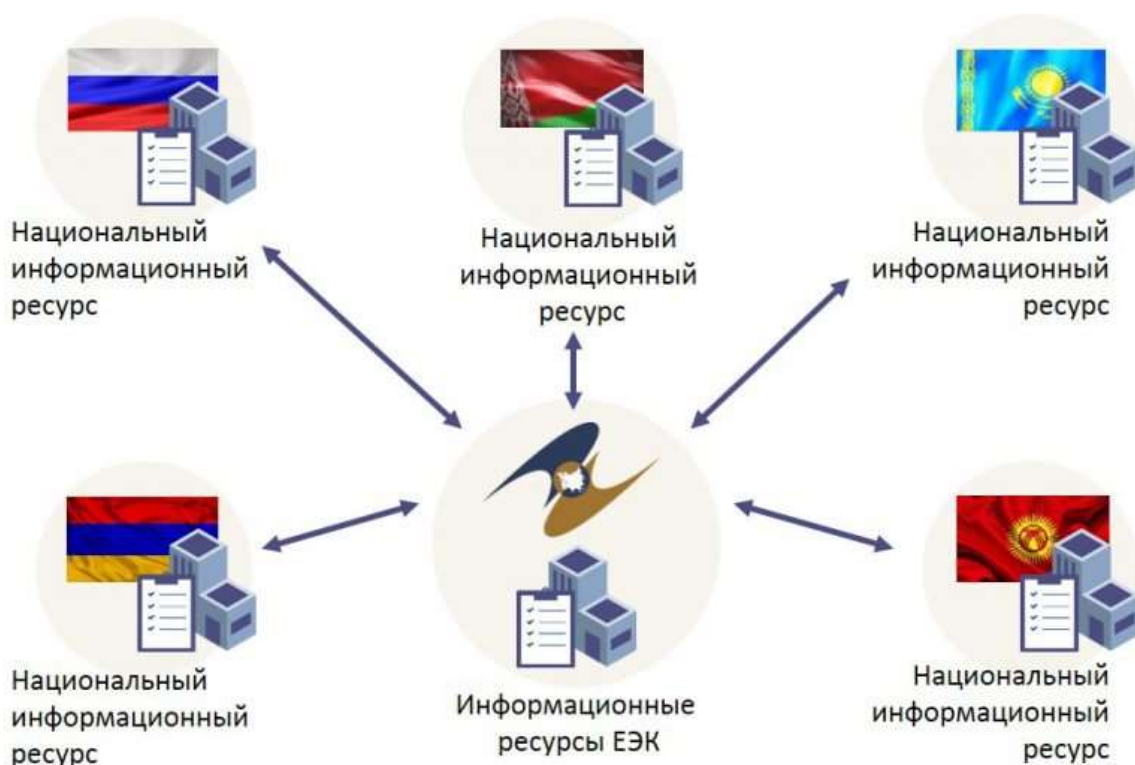 Национальный
информационный
ресурс
Национальный
информационный
ресурс
Национальный
информационный
ресурс
Национальный
информационный
ресурс
Информационные
ресурсы ЕЭК
Национальный
информационный
ресурс